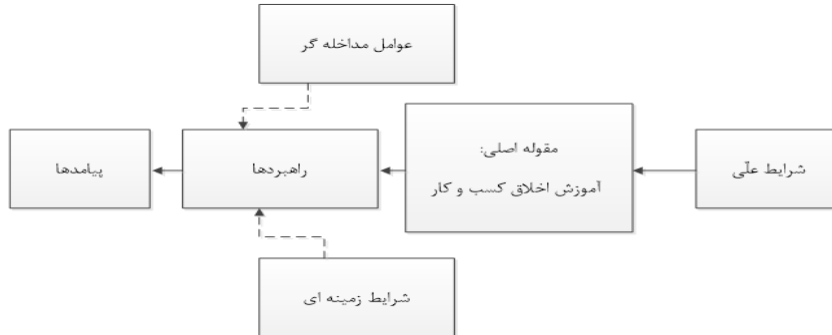 عوامل مداخله گر
شرایط علّی
مقوله اصلی:
آموزش اخلاق کسب و کار
راهبردها
پیامدها
شرایط زمینه ای